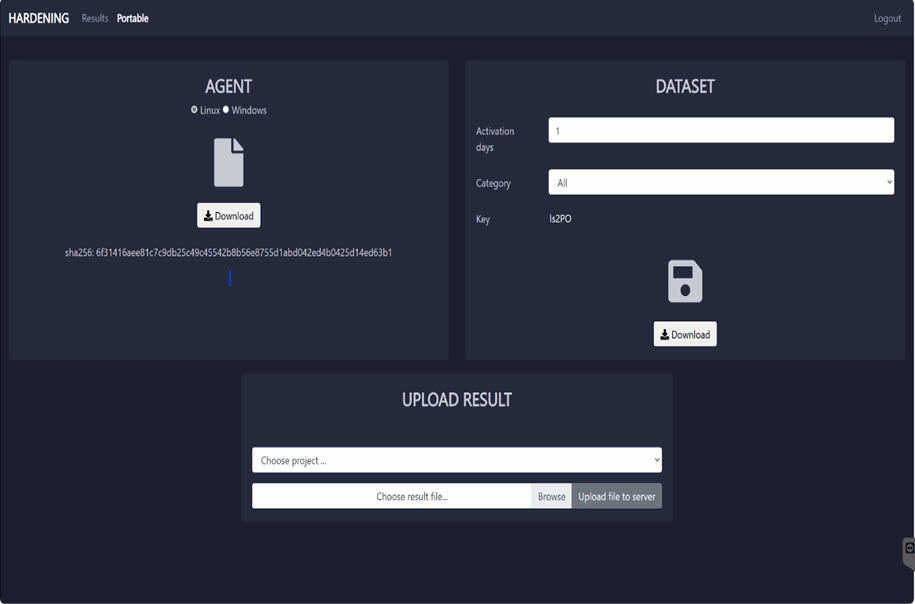 HARDENING Results Portable Logout
AGENT
Linux Windows
Download
sha256: 6f31416aee81c7c9db25c49c45542b8b56e8755d1abd042ed4b0425d14ed63b1
DATASET
Activation days
1
Category
All
Key
ls2PO
Download
UPLOAD RESULT
Choose project ...
Choose result file... Browse Upload file to server